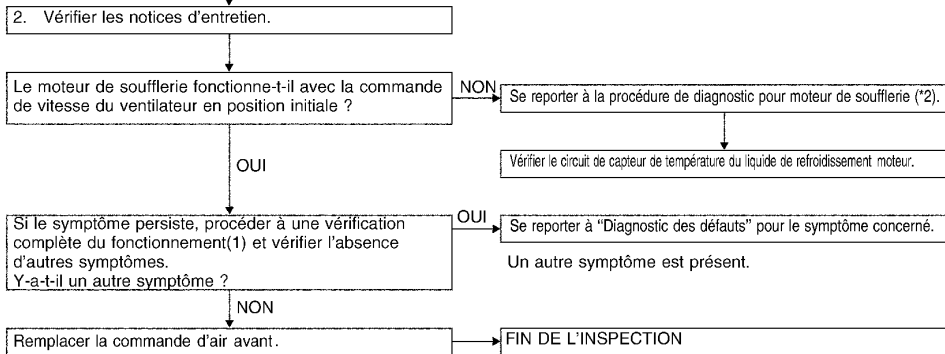 2. Vérifier les notices d'entretien.
Le moteur de soufflerie fonctionne-t-il avec la commande
de vitesse du ventilateur en position initiale ?
NON
Se reporter à la procédure de diagnostic pour moteur de soufflerie (*2).
Vérifier le circuit de capteur de température du liquide de refroidissement moteur.
OUI
Si le symptôme persiste, procéder à une vérification
complète du fonctionnement(1) et vérifier l'absence
d'autres symptômes.
Y-a-t-il un autre symptôme ?
OUI
Se reporter à “Diagnostic des défauts” pour le symptôme concerné.
Un autre symptôme est présent.
NON
Remplacer la commande d'air avant.
FIN DE L'INSPECTION